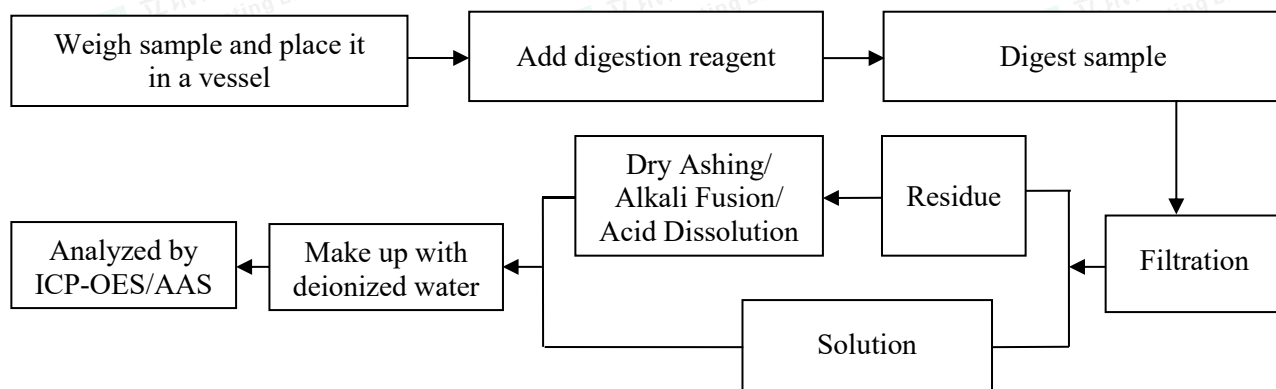 Weigh sample and place it
in a vessel
Add digestion reagent
Digest sample
Filtration
Residue
Dry Ashing/
Alkali Fusion/
Acid Dissolution
Solution
Make up with
deionized water
Analyzed by
ICP-OES/AAS